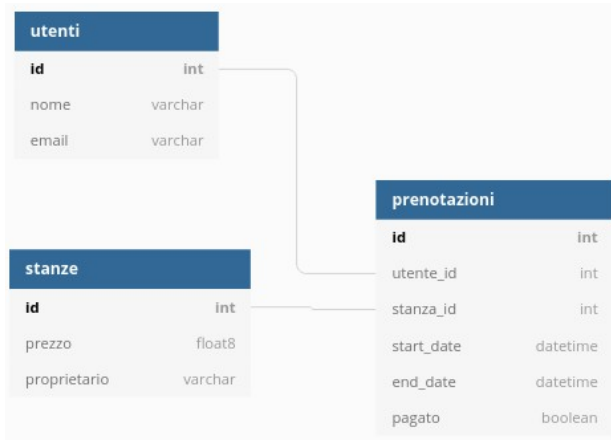 utenti
id int
nome varchar
email varchar
prenotazioni
id int
utente_id int
stanza_id int
start_date datetime
end_date datetime
pagato boolean
stanze
id int
prezzo float8
proprietario varchar